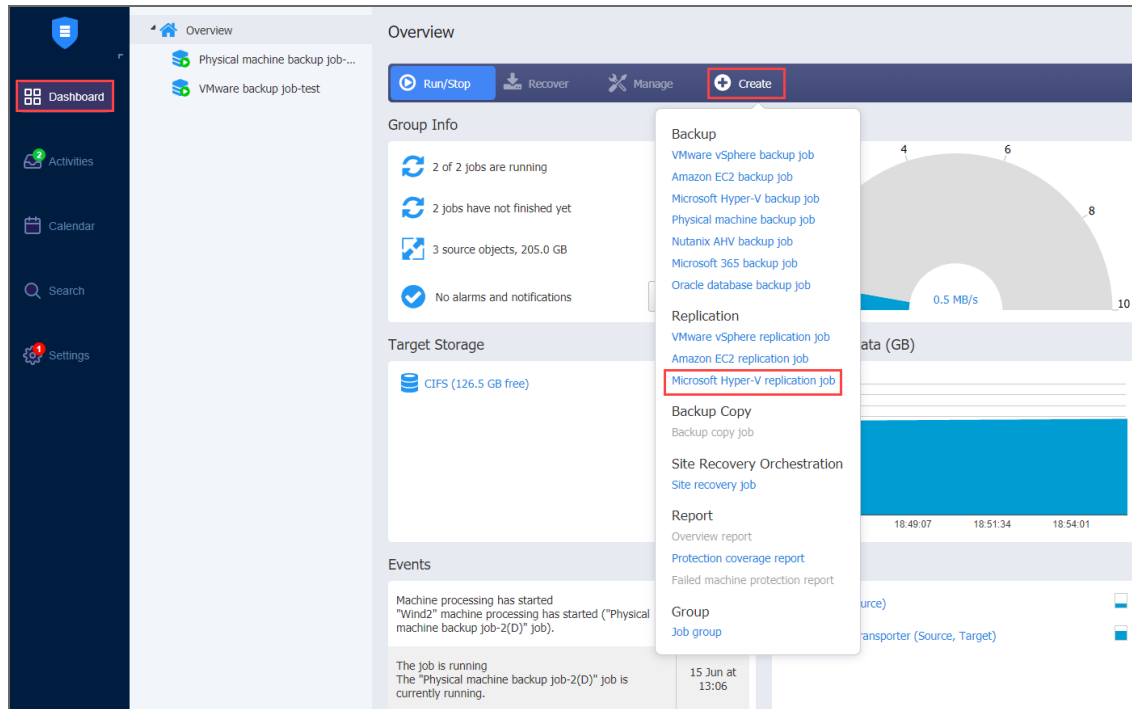 Dashboard
2
Activities
Calendar
Search
1
Settings
Overview
Physical machine backup job-...
VMware backup job-test
Overview
Run/Stop
Recover
Manage
Create
Group Info
2 of 2 jobs are running
2 jobs have not finished yet
3 source objects, 205.0 GB
No alarms and notifications
Target Storage
CIFS (126.5 GB free)
Events
Machine processing has started
"Wind2" machine processing has started ("Physical
machine backup job-2(D)" job).
The job is running
The "Physical machine backup job-2(D)" job is
currently running.
15 Jun at
13:06
Backup
VMware vSphere backup job
Amazon EC2 backup job
Microsoft Hyper-V backup job
Physical machine backup job
Nutanix AHV backup job
Microsoft 365 backup job
Oracle database backup job
Replication
VMware vSphere replication job
Amazon EC2 replication job
Microsoft Hyper-V replication job
Backup Copy
Backup copy job
Site Recovery Orchestration
Site recovery job
Report
Overview report
Protection coverage report
Failed machine protection report
Group
Job group
4
6
8
10
0.5 MB/s
ata (GB)
18:49:07 18:51:34 18:54:01
urce)
ansporter (Source, Target)